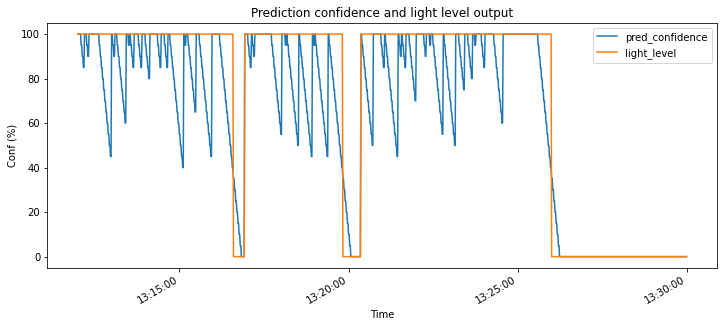 Prediction confidence and light level output
100
80
60
40
20
0
Conf (%)
pred_confidence
light_level
13:15:00
13:20:00
13:25:00
13:30:00
Time